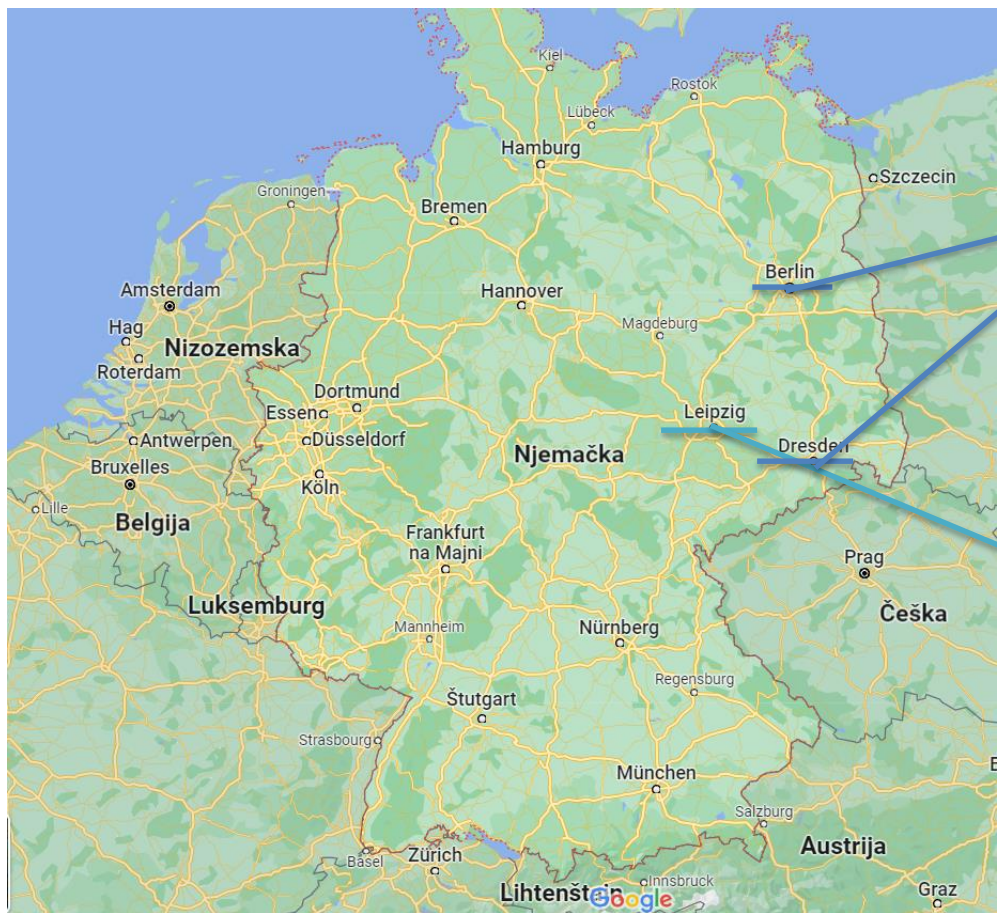 Kiel
Rostok
Lübeck
Hamburg
Szczecin
Groningen
Bremen
Berlin
Amsterdam
Hannover
Magdeburg
Hag
Nizozemska
Roterdam
Dortmund
Essen
Leipzig
Düsseldorf
Antwerpen
Dresden
Njemačka
Bruxelles
Köln
Lille
Belgija
Frankfurt
na Majni
Prag
Luksemburg
Češka
Mannheim
Nürnberg
Regensburg
Štutgart
Strasbourg
München
Salzburg
Austrija
Zürich
Basel
Innsbruck
Lihtenštajn
Google
Graz